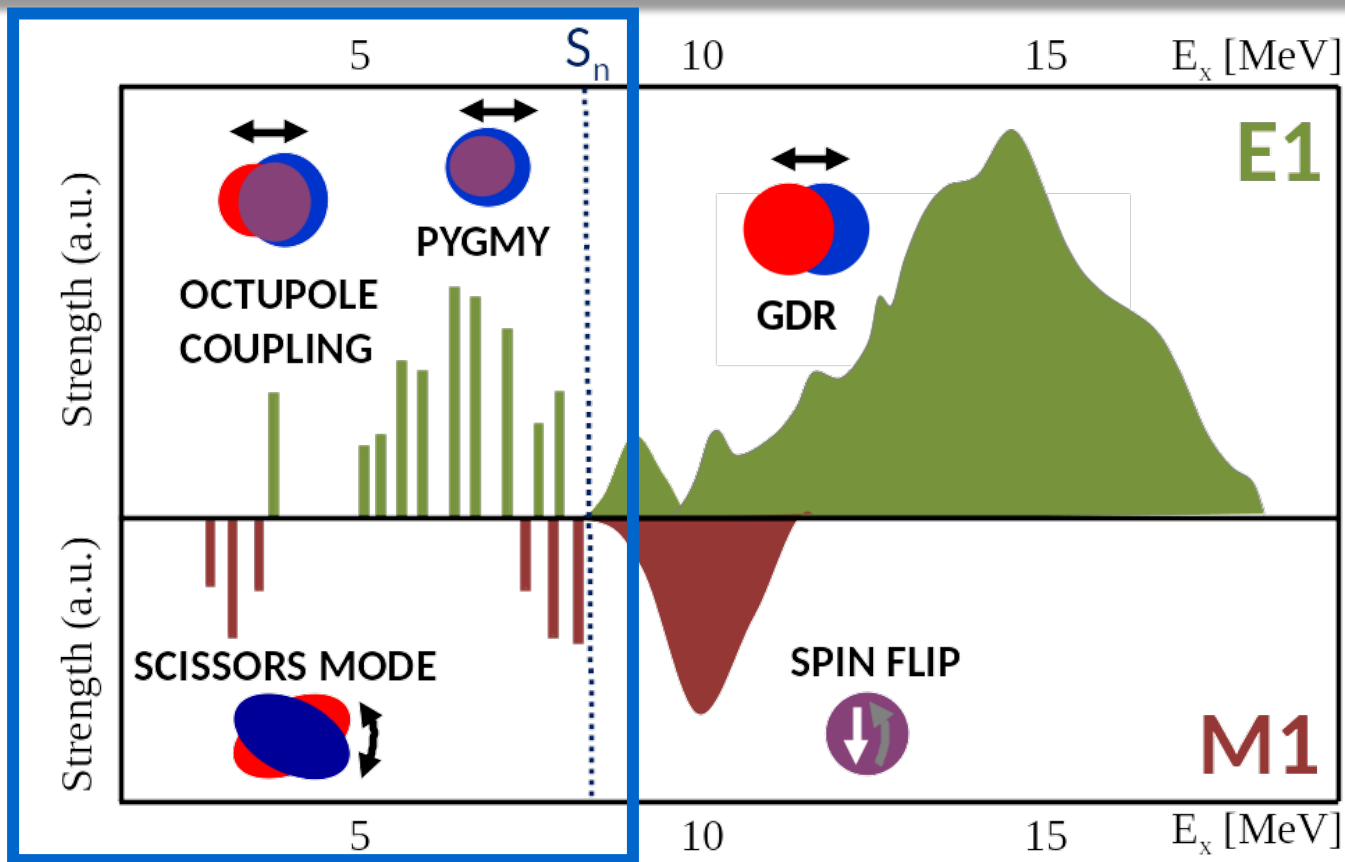 5 Sn 10 15 Ex [MeV]
E1
PYGMY
OCTUPOLE
COUPLING
GDR
Strength (a.u.)
Strength (a.u.)
SCISSORS MODE
SPIN FLIP
M1
5 10 15 Ex [MeV]